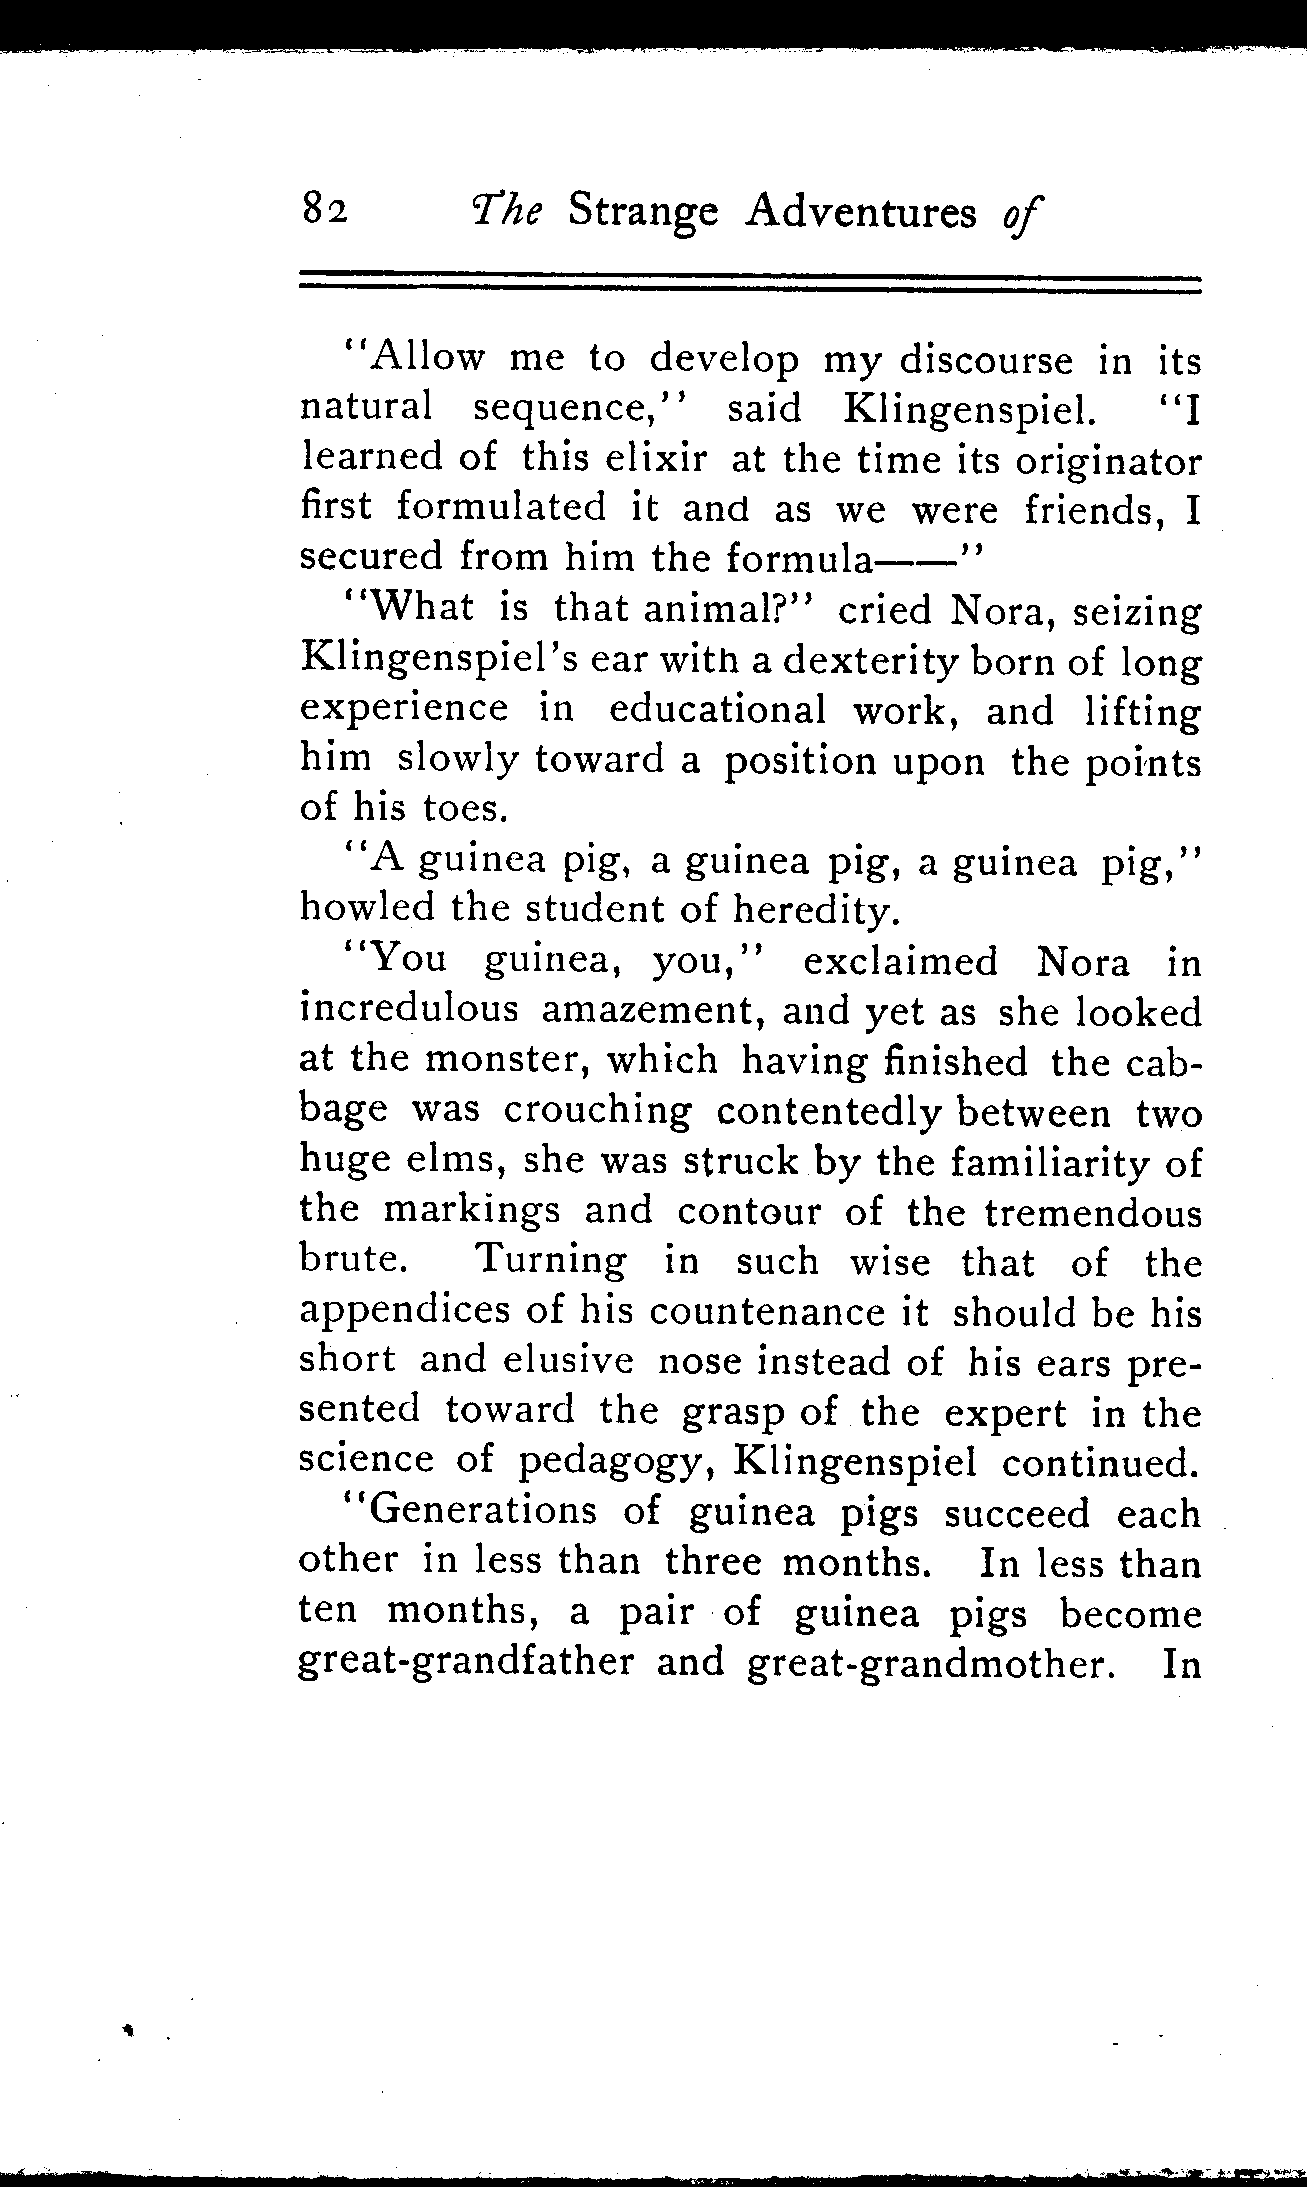 82 The Strange Adventures of
"Allow me to develop my discourse in its
natural sequence," said Klingenspiel. "I
learned of this elixir at the time its originator
first formulated it and as we were friends, I
secured from him the formula——"
"What is that animal?" cried Nora, seizing
Klingenspiel's ear with a dexterity born of long
experience in educational work, and lifting
him slowly toward a position upon the points
of his toes.
"A guinea pig, a guinea pig, a guinea pig,"
howled the student of heredity.
"You guinea, you," exclaimed Nora in
incredulous amazement, and yet as she looked
at the monster, which having finished the cab-
bage was crouching contentedly between two
huge elms, she was struck by the familiarity of
the markings and contour of the tremendous
brute. Turning in such wise that of the
appendices of his countenance it should be his
short and elusive nose instead of his ears pre-
sented toward the grasp of the expert in the
science of pedagogy, Klingenspiel continued.
"Generations of guinea pigs succeed each
other in less than three months. In less than
ten months, a pair of guinea pigs become
great-grandfather and great-grandmother. In